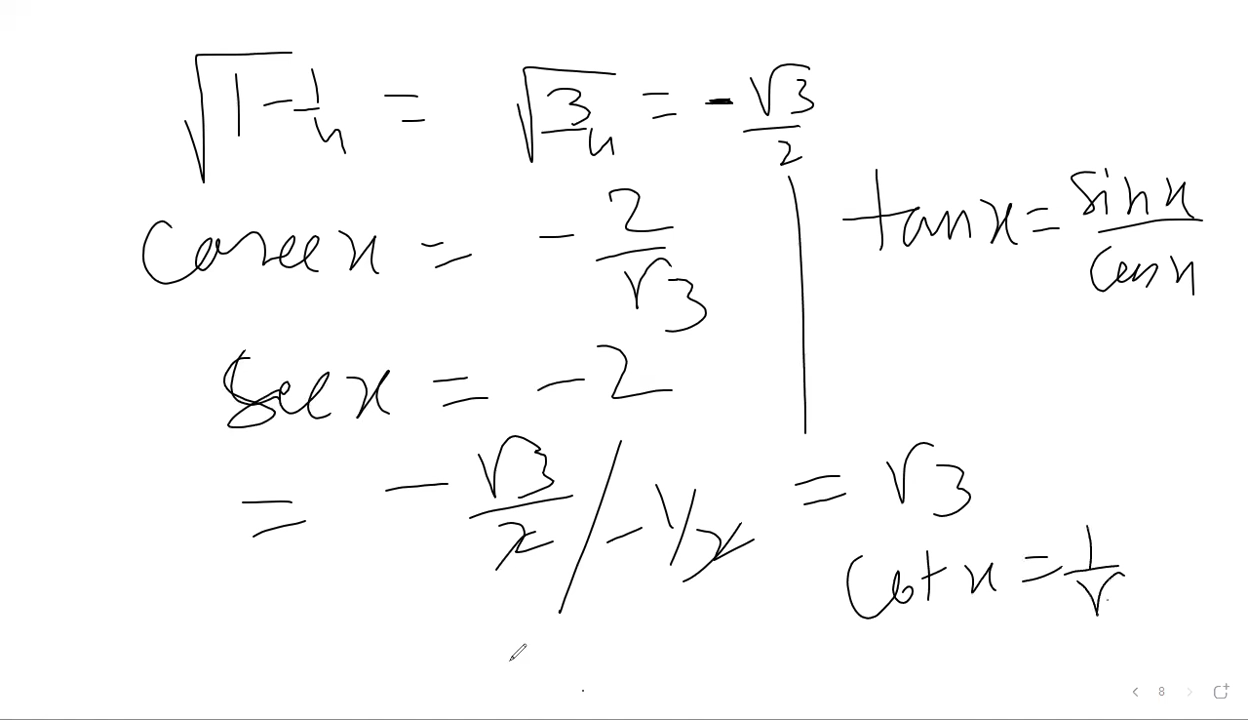 √(1 - 1/4) = √(3/4) = - √3/2
cosec x = - 2/√3
tan x = sin x / cos x
sec x = - 2
= - √3/2 / - 1/2 = √3
cot x = 1/√
8